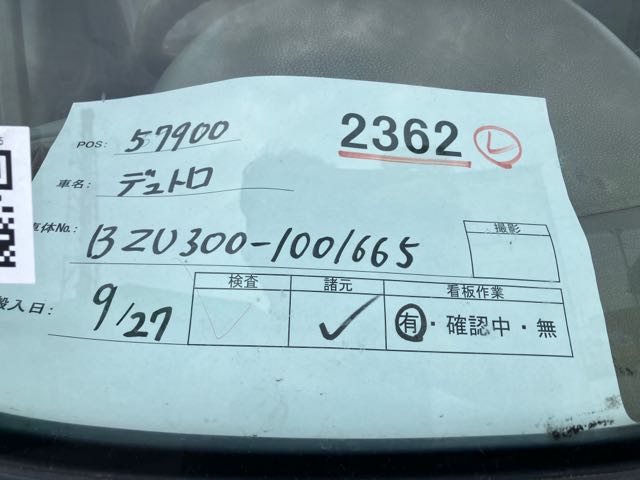 POS: 57900
2362 L
車名: デュトロ
車体No. BZU300-1001665
撮影
搬入日: 9/27
検査 諸元 看板作業
✓ ✓ 有・確認中・無